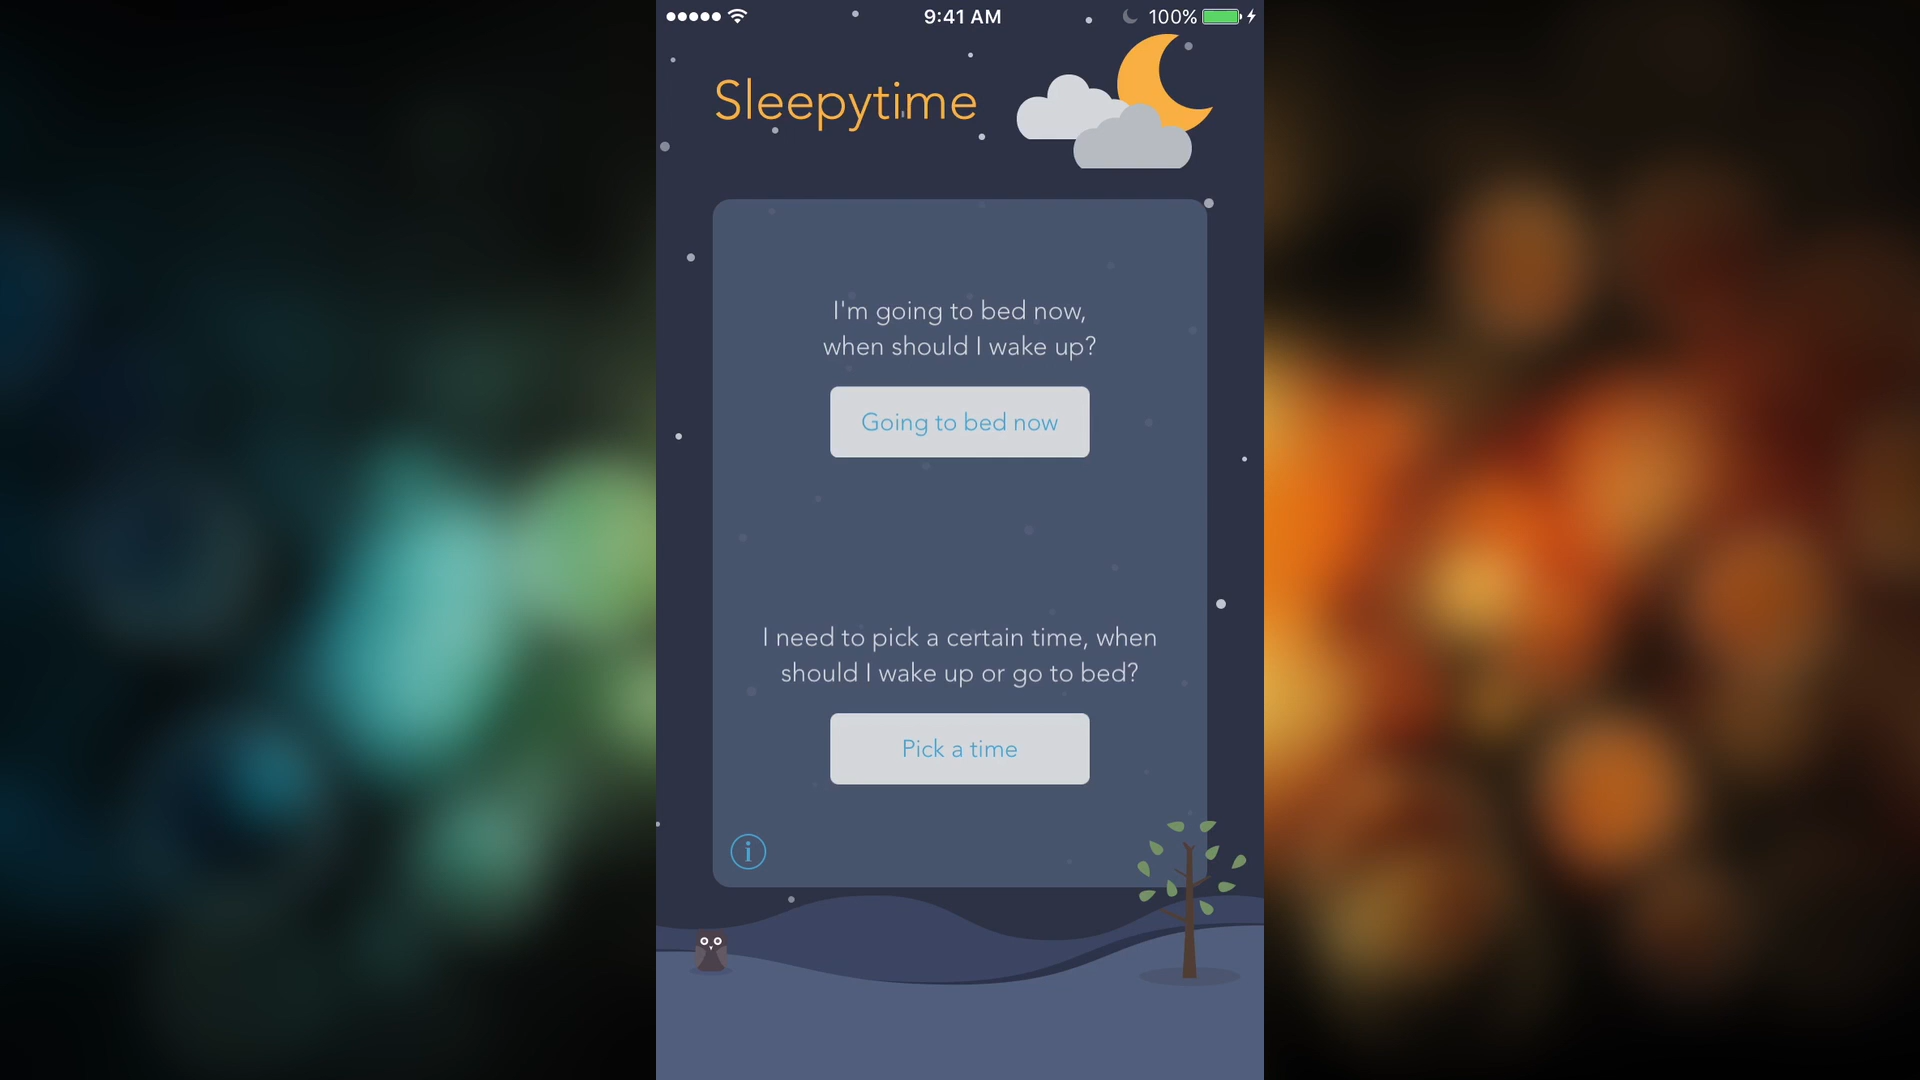 9:41 AM
100%
Sleepytime
I'm going to bed now,
when should I wake up?
Going to bed now
I need to pick a certain time, when
should I wake up or go to bed?
Pick a time
i